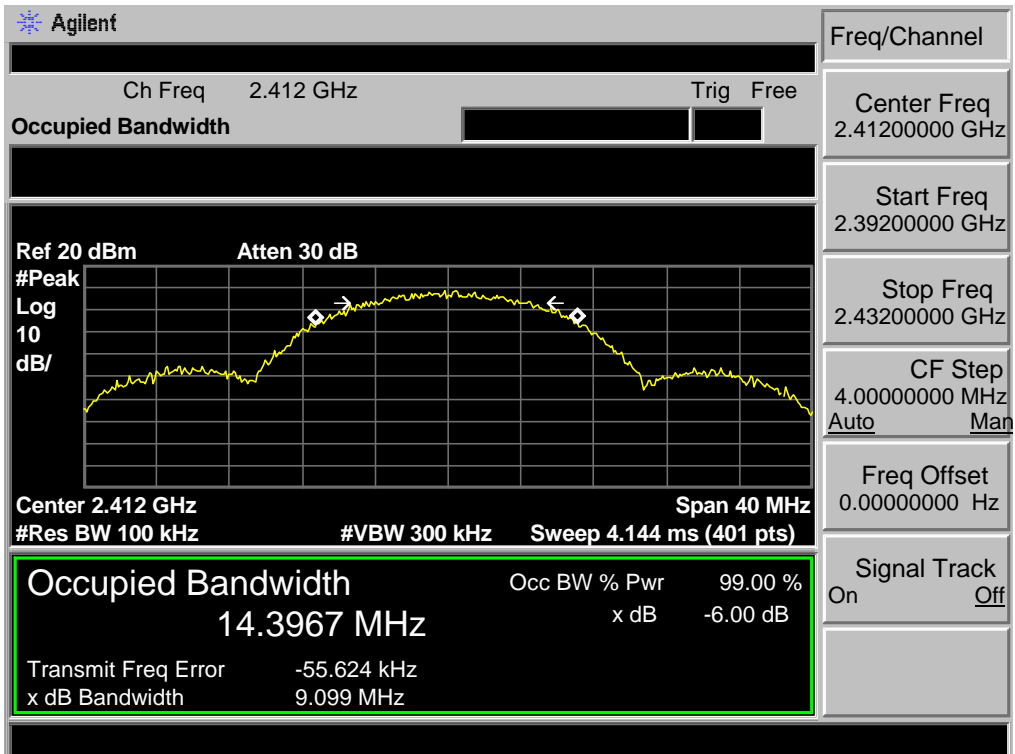 Agilent
Freq/Channel
Ch Freq 2.412 GHz Trig Free
Occupied Bandwidth
Center Freq
2.41200000 GHz
Start Freq
2.39200000 GHz
Ref 20 dBm Atten 30 dB
#Peak
Log
10
dB/
Stop Freq
2.43200000 GHz
CF Step
4.00000000 MHz
Auto Man
Freq Offset
0.00000000 Hz
Center 2.412 GHz Span 40 MHz
#Res BW 100 kHz #VBW 300 kHz Sweep 4.144 ms (401 pts)
Signal Track
On Off
Occupied Bandwidth Occ BW % Pwr 99.00 %
14.3967 MHz x dB -6.00 dB
Transmit Freq Error -55.624 kHz
x dB Bandwidth 9.099 MHz